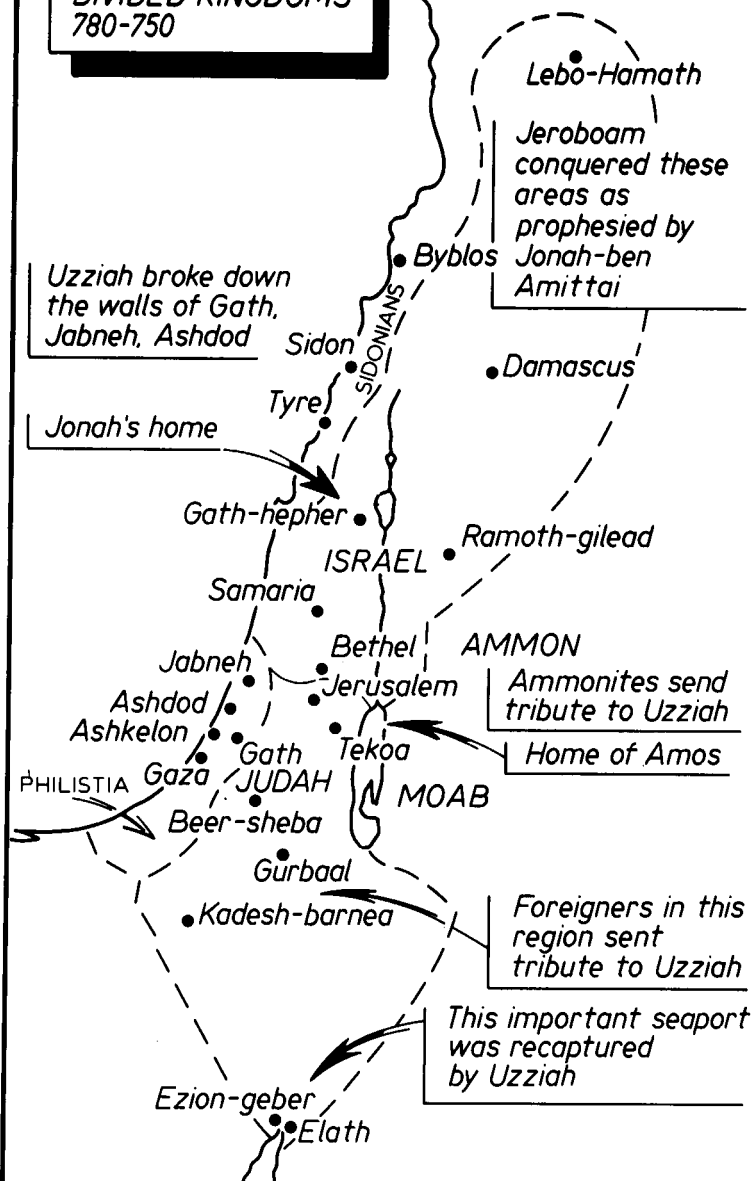 DIVIDED KINGDOMS
780-750
Lebo-Hamath
Jeroboam
conquered these
areas as
prophesied by
Jonah-ben
Amittai
Byblos
Uzziah broke down
the walls of Gath,
Jabneh, Ashdod
SIDONIANS
Sidon
Damascus
Tyre
Jonah's home
Gath-hepher
Ramoth-gilead
ISRAEL
Samaria
Bethel
AMMON
Jabneh
Jerusalem
Ammonites send
tribute to Uzziah
Ashdod
Ashkelon
Gath
Tekoa
Home of Amos
Gaza
PHILISTIA
JUDAH
MOAB
Beer-sheba
Gurbaal
Kadesh-barnea
Foreigners in this
region sent
tribute to Uzziah
This important seaport
was recaptured
by Uzziah
Ezion-geber
Elath